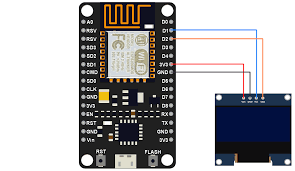 A0
RSV
RSV
SD3
SD2
SD1
CMD
SD0
CLK
GND
3V3
EN
RST
GND
Vin
D0
D1
D2
D3
D4
3V3
GND
D5
D6
D7
D8
RX
TX
GND
3V3
RST
FLASH